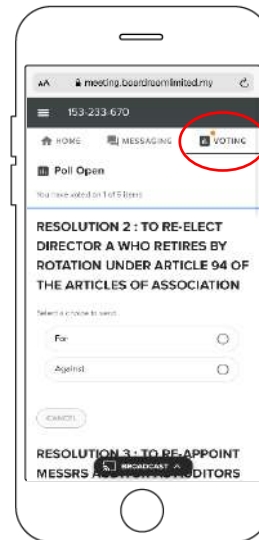 AA meeting.boardroomlimited.my
153-233-670
HOME MESSAGING VOTING
Poll Open
You have voted on 1 of 5 items
RESOLUTION 2 : TO RE-ELECT
DIRECTOR A WHO RETIRES BY
ROTATION UNDER ARTICLE 94 OF
THE ARTICLES OF ASSOCIATION
Select a choice to send
For
Against
CANCEL
RESOLUTION 3 : TO RE-APPOINT
MESSRS
BROADCAST